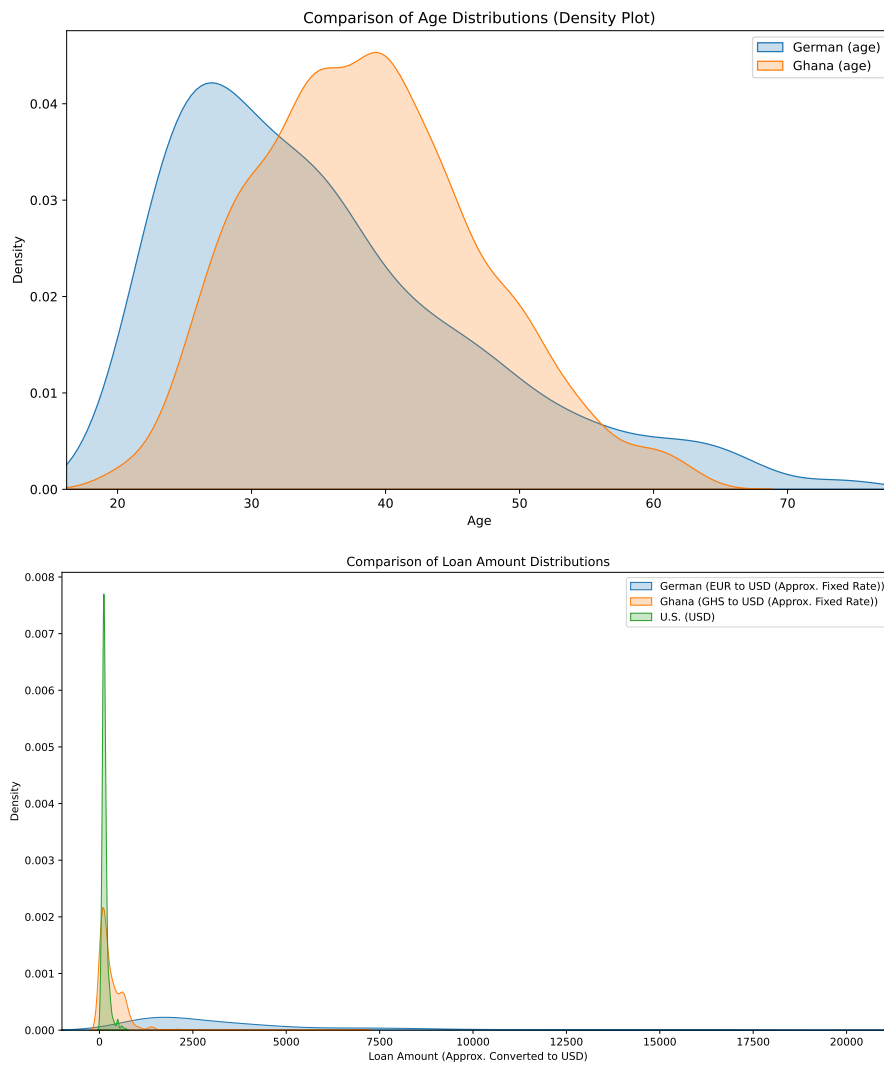 Comparison of Age Distributions (Density Plot)
German (age)
Ghana (age)
0.04
0.03
0.02
0.01
0.00
Density
20 30 40 50 60 70
Age
Comparison of Loan Amount Distributions
German (EUR to USD (Approx. Fixed Rate))
Ghana (GHS to USD (Approx. Fixed Rate))
U.S. (USD)
0.008
0.007
0.006
0.005
0.004
0.003
0.002
0.001
0.000
Density
0 2500 5000 7500 10000 12500 15000 17500 20000
Loan Amount (Approx. Converted to USD)